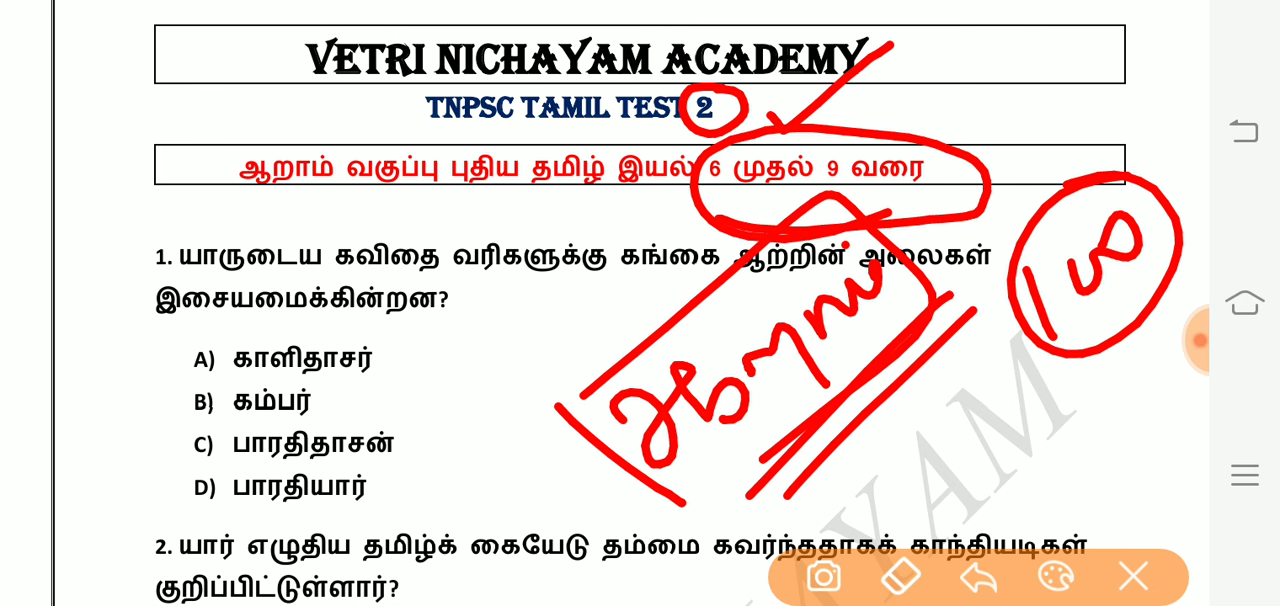 VETRI NICHAYAM ACADEMY
TNPSC TAMIL TEST 2
ஆறாம் வகுப்பு புதிய தமிழ் இயல் 6 முதல் 9 வரை
100
1. யாருடைய கவிதை வரிகளுக்கு கங்கை ஆற்றின் அலைகள்
இசையமைக்கின்றன?
A) காளிதாசர்
B) கம்பர்
C) பாரதிதாசன்
D) பாரதியார்
2. யார் எழுதிய தமிழ்க் கையேடு தம்மை கவர்ந்ததாகக் காந்தியடிகள்
குறிப்பிட்டுள்ளார்?